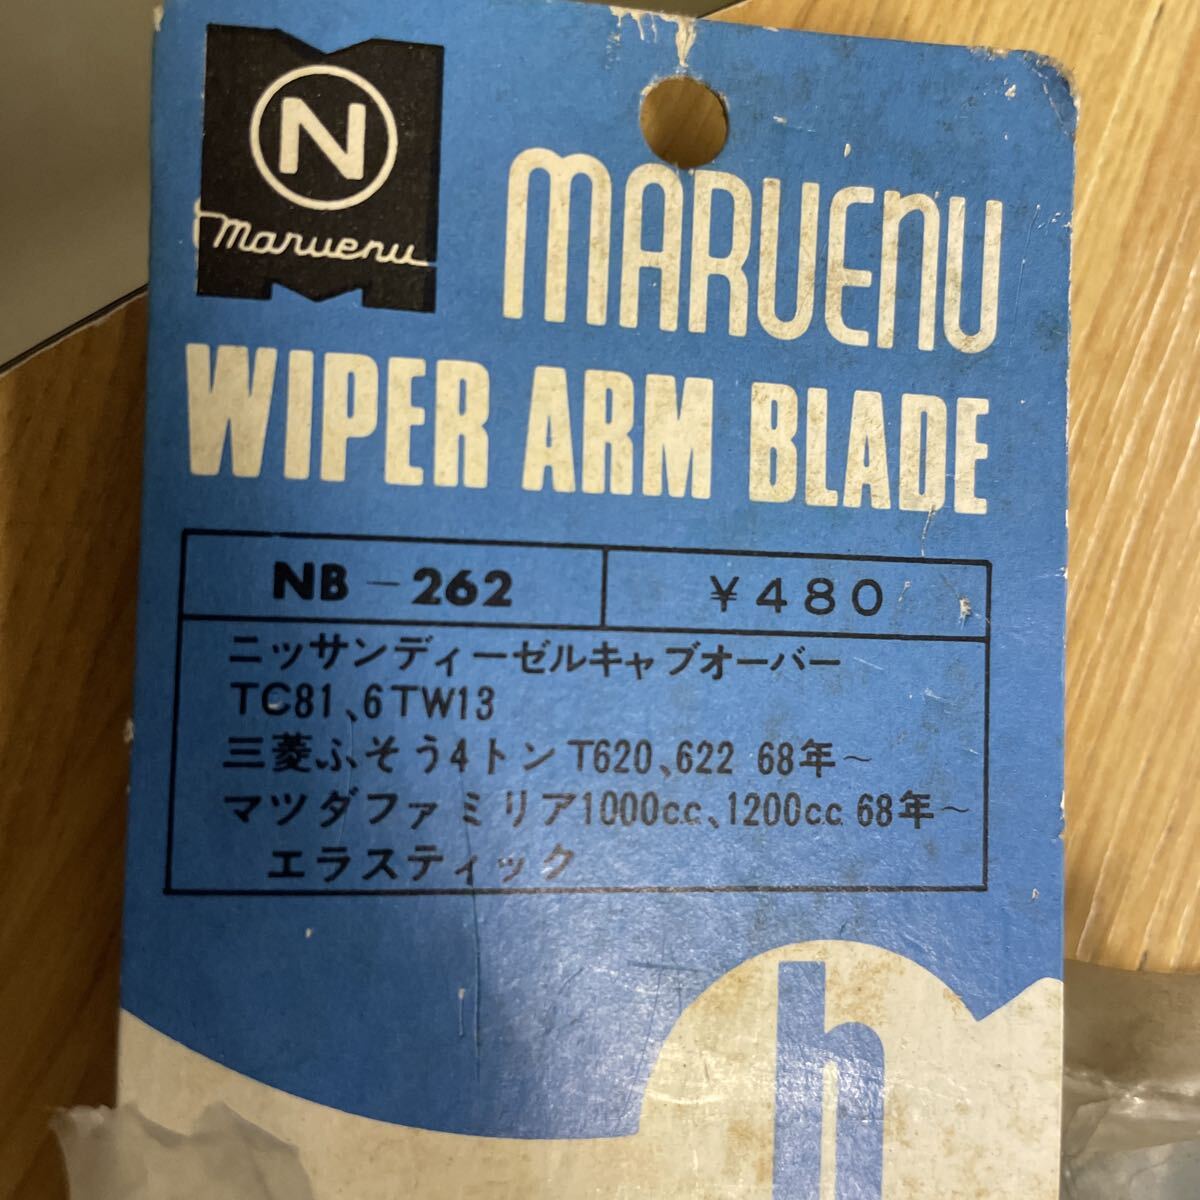 N
maruenu
MARUENU
WIPER ARM BLADE
NB-262 ¥480
ニッサンディーゼルキャブオーバー
TC81、6TW13
三菱ふそう4トンT620、622 68年~
マツダファミリア1000cc、1200cc 68年~
エラスティック
h